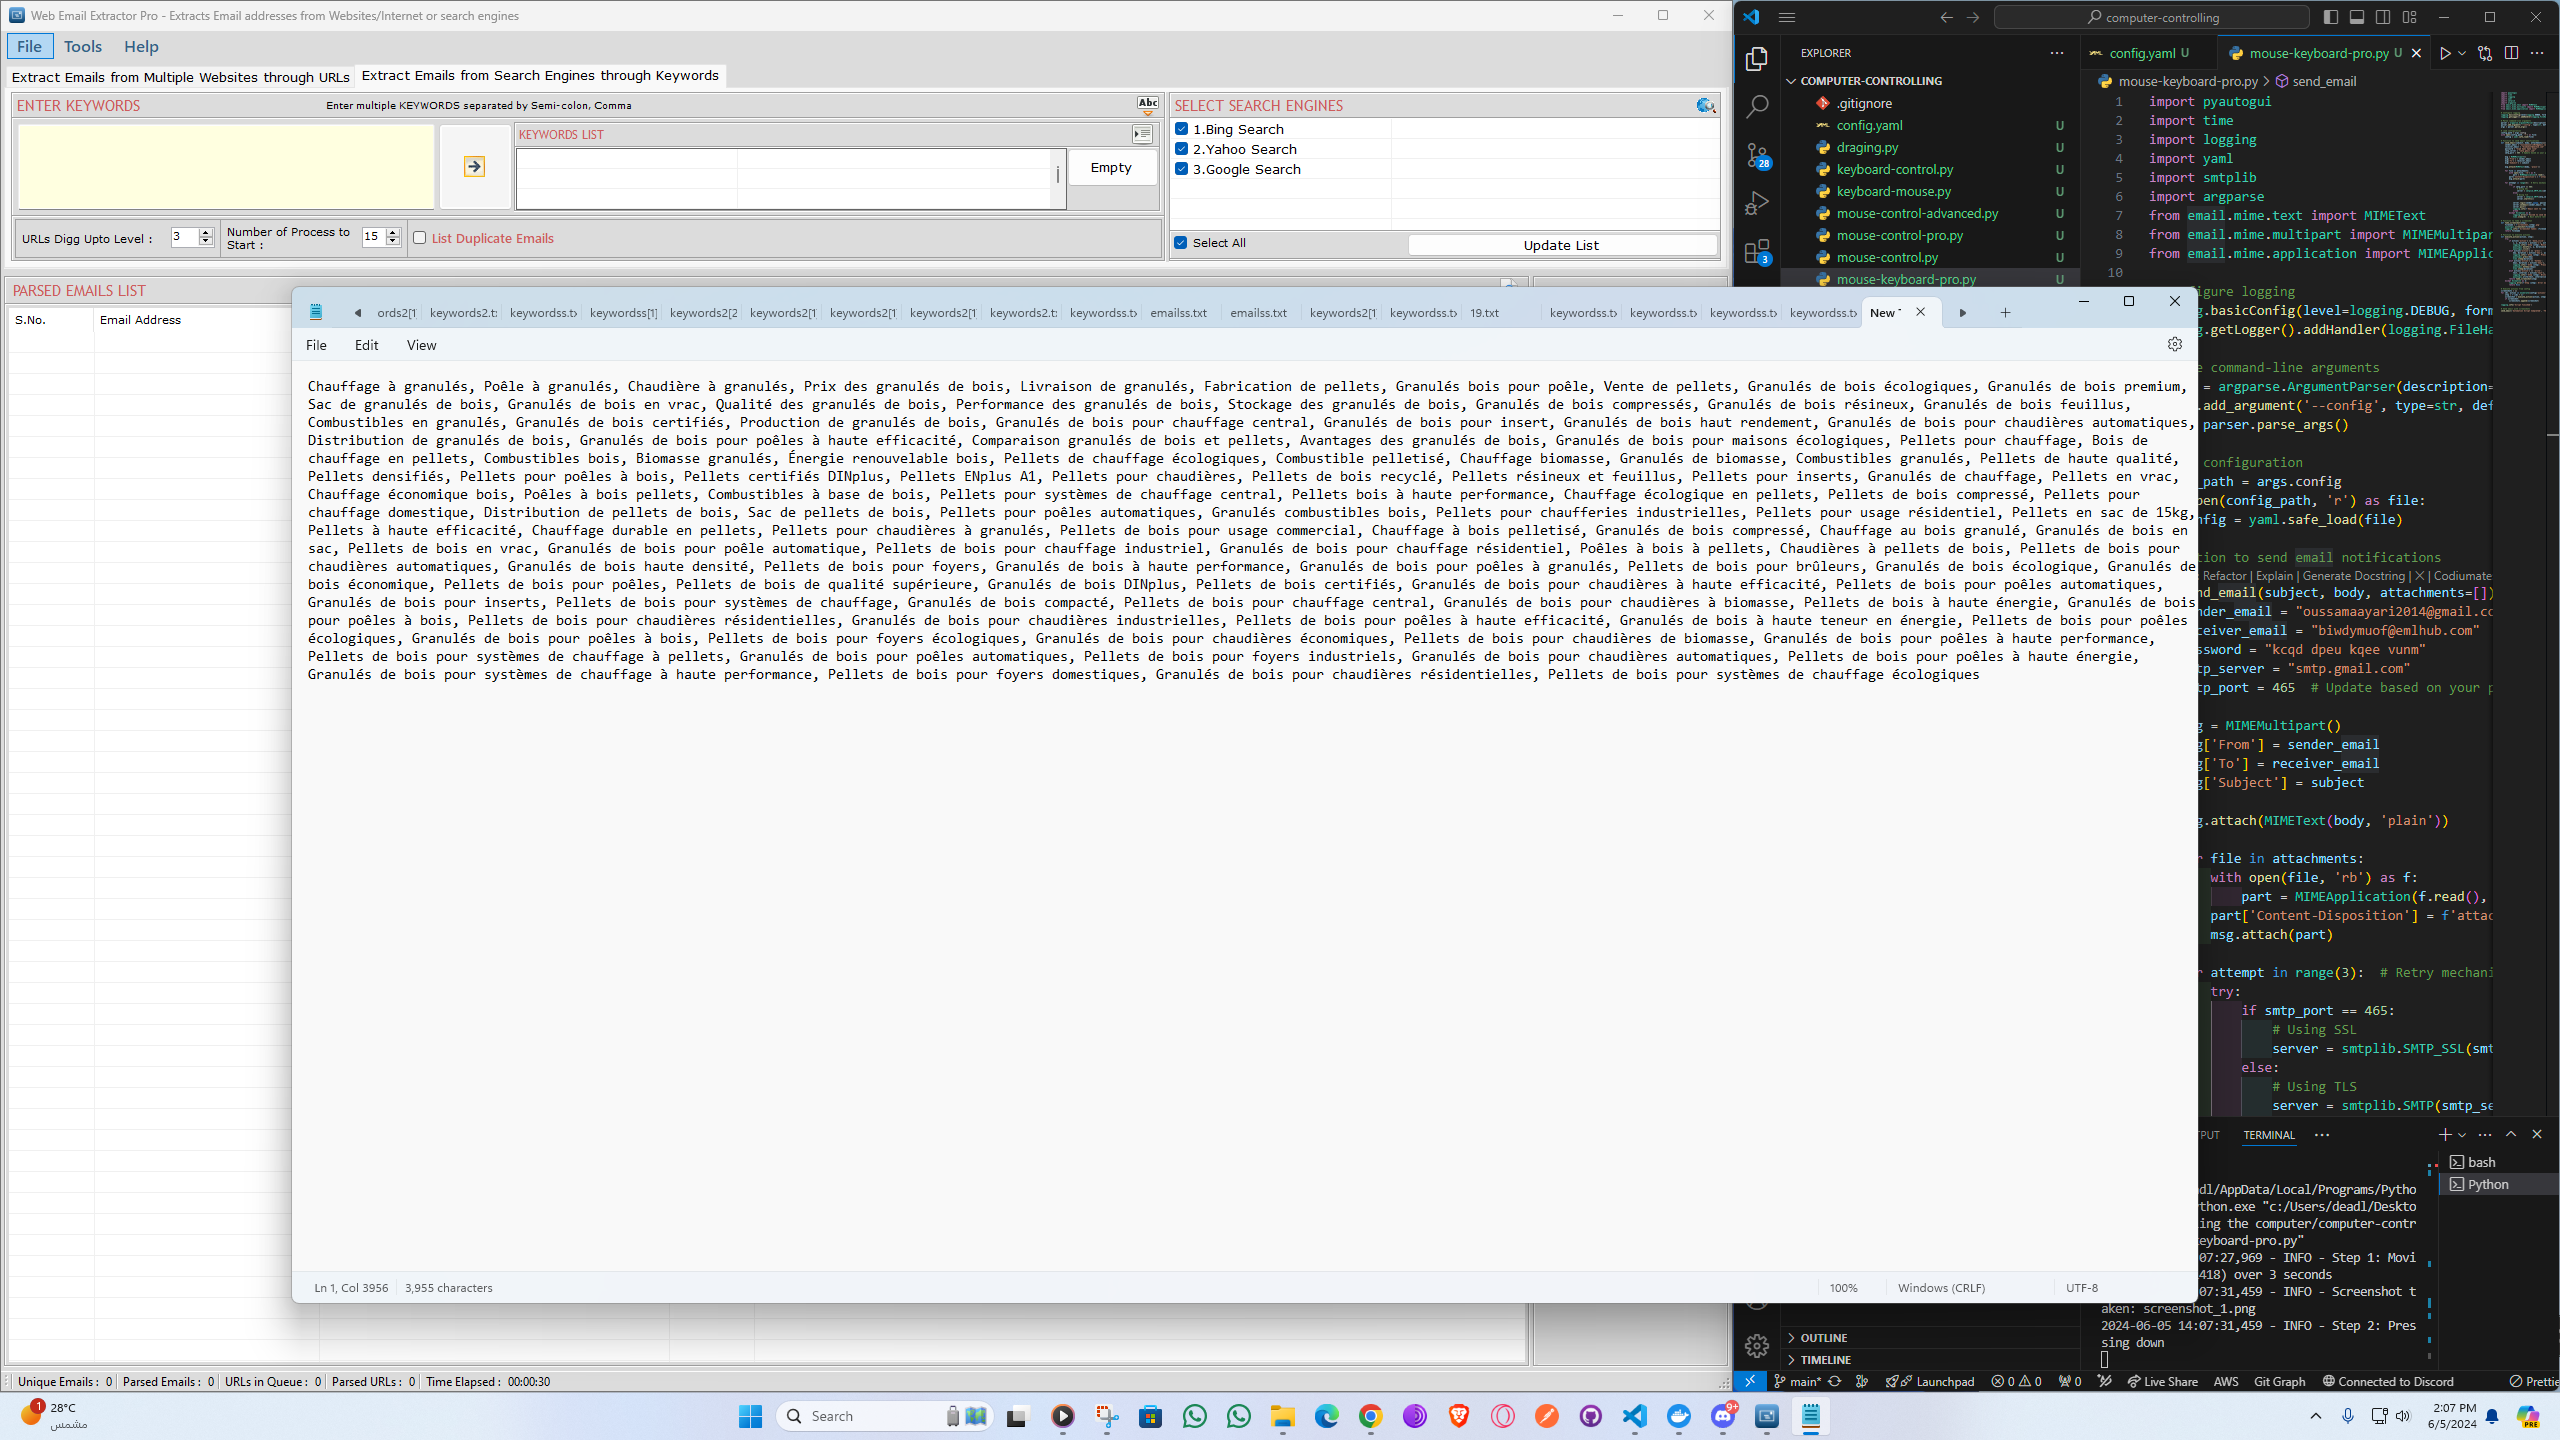 Web Email Extractor Pro - Extracts Email addresses from Websites/Internet or search engines
File Tools Help
Extract Emails from Multiple Websites through URLs Extract Emails from Search Engines through Keywords
ENTER KEYWORDS Enter multiple KEYWORDS separated by Semi-colon, Comma Abc
KEYWORDS LIST
Empty
URLs Digg Upto Level : 3 Number of Process to Start : 15 List Duplicate Emails
SELECT SEARCH ENGINES
1.Bing Search
2.Yahoo Search
3.Google Search
Select All Update List
PARSED EMAILS LIST
S.No. Email Address
ords2[1 keywords2.t keywordss.tx keywordss[1] keywords2[2 keywords2[1] keywords2[1] keywords2[1] keywords2.t keywordss.tx emailss.txt emailss.txt keywords2[1] keywordss.tx 19.txt keywordss.tx keywordss.tx keywordss.tx keywordss.tx New
File Edit View
Chauffage à granulés, Poêle à granulés, Chaudière à granulés, Prix des granulés de bois, Livraison de granulés, Fabrication de pellets, Granulés bois pour poêle, Vente de pellets, Granulés de bois écologiques, Granulés de bois premium,
Sac de granulés de bois, Granulés de bois en vrac, Qualité des granulés de bois, Performance des granulés de bois, Stockage des granulés de bois, Granulés de bois compressés, Granulés de bois résineux, Granulés de bois feuillus,
Combustibles en granulés, Granulés de bois certifiés, Production de granulés de bois, Granulés de bois pour chauffage central, Granulés de bois pour insert, Granulés de bois haut rendement, Granulés de bois pour chaudières automatiques,
Distribution de granulés de bois, Granulés de bois pour poêles à haute efficacité, Comparaison granulés de bois et pellets, Avantages des granulés de bois, Granulés de bois pour maisons écologiques, Pellets pour chauffage, Bois de
chauffage en pellets, Combustibles bois, Biomasse granulés, Énergie renouvelable bois, Pellets de chauffage écologiques, Combustible pelletisé, Chauffage biomasse, Granulés de biomasse, Combustibles granulés, Pellets de haute qualité,
Pellets densifiés, Pellets pour poêles à bois, Pellets certifiés DINplus, Pellets ENplus A1, Pellets pour chaudières, Pellets de bois recyclé, Pellets résineux et feuillus, Pellets pour inserts, Granulés de chauffage, Pellets en vrac,
Chauffage économique bois, Poêles à bois pellets, Combustibles à base de bois, Pellets pour systèmes de chauffage central, Pellets bois à haute performance, Chauffage écologique en pellets, Pellets de bois compressé, Pellets pour
chauffage domestique, Distribution de pellets de bois, Sac de pellets de bois, Pellets pour poêles automatiques, Granulés combustibles bois, Pellets pour chaufferies industrielles, Pellets pour usage résidentiel, Pellets en sac de 15kg,
Pellets à haute efficacité, Chauffage durable en pellets, Pellets pour chaudières à granulés, Pellets de bois pour usage commercial, Chauffage à bois pelletisé, Granulés de bois compressé, Chauffage au bois granulé, Granulés de bois en
sac, Pellets de bois en vrac, Granulés de bois pour poêle automatique, Pellets de bois pour chauffage industriel, Granulés de bois pour chauffage résidentiel, Poêles à bois à pellets, Chaudières à pellets de bois, Pellets de bois pour
chaudières automatiques, Granulés de bois haute densité, Pellets de bois pour foyers, Granulés de bois à haute performance, Granulés de bois pour poêles à granulés, Pellets de bois pour brûleurs, Granulés de bois écologique, Granulés de
bois économique, Pellets de bois pour poêles, Pellets de bois de qualité supérieure, Granulés de bois DINplus, Pellets de bois certifiés, Granulés de bois pour chaudières à haute efficacité, Pellets de bois pour poêles automatiques,
Granulés de bois pour inserts, Pellets de bois pour systèmes de chauffage, Granulés de bois compacté, Pellets de bois pour chauffage central, Granulés de bois pour chaudières à biomasse, Pellets de bois à haute énergie, Granulés de bois
pour poêles à bois, Pellets de bois pour chaudières résidentielles, Granulés de bois pour chaudières industrielles, Pellets de bois pour poêles à haute efficacité, Granulés de bois à haute teneur en énergie, Pellets de bois pour poêles
écologiques, Granulés de bois pour poêles à bois, Pellets de bois pour foyers écologiques, Granulés de bois pour chaudières économiques, Pellets de bois pour chaudières de biomasse, Granulés de bois pour poêles à haute performance,
Pellets de bois pour systèmes de chauffage à pellets, Granulés de bois pour poêles automatiques, Pellets de bois pour foyers industriels, Granulés de bois pour chaudières automatiques, Pellets de bois pour poêles à haute énergie,
Granulés de bois pour systèmes de chauffage à haute performance, Pellets de bois pour foyers domestiques, Granulés de bois pour chaudières résidentielles, Pellets de bois pour systèmes de chauffage écologiques
Ln 1, Col 3956 3,955 characters 100% Windows (CRLF) UTF-8
Unique Emails : 0 Parsed Emails : 0 URLs in Queue : 0 Parsed URLs : 0 Time Elapsed : 00:00:30
computer-controlling
EXPLORER
COMPUTER-CONTROLLING
.gitignore
config.yaml U
draging.py U
keyboard-control.py U
keyboard-mouse.py U
mouse-control-advanced.py U
mouse-control-pro.py U
mouse-control.py U
mouse-keyboard-pro.py U
28
3
OUTLINE
TIMELINE
config.yaml U mouse-keyboard-pro.py U
mouse-keyboard-pro.py > send_email
1 import pyautogui
2 import time
3 import logging
4 import yaml
5 import smtplib
6 import argparse
7 from email.mime.text import MIMEText
8 from email.mime.multipart import MIMEMultipar
9 from email.mime.application import MIMEApplic
10
igure logging
g.basicConfig(level=logging.DEBUG, form
g.getLogger().addHandler(logging.FileHa
e command-line arguments
= argparse.ArgumentParser(description=
.add_argument('--config', type=str, def
parser.parse_args()
configuration
_path = args.config
pen(config_path, 'r') as file:
nfig = yaml.safe_load(file)
tion to send email notifications
Refactor | Explain | Generate Docstring | X | Codiumate
nd_email(subject, body, attachments=[])
nder_email = "oussamaayari2014@gmail.co
ceiver_email = "biwdymuof@emlhub.com"
ssword = "kcqd dpeu kqee vunm"
tp_server = "smtp.gmail.com"
tp_port = 465 # Update based on your p
g = MIMEMultipart()
g['From'] = sender_email
g['To'] = receiver_email
g['Subject'] = subject
g.attach(MIMEText(body, 'plain'))
r file in attachments:
with open(file, 'rb') as f:
part = MIMEApplication(f.read(),
part['Content-Disposition'] = f'attac
msg.attach(part)
r attempt in range(3): # Retry mechani
try:
if smtp_port == 465:
# Using SSL
server = smtplib.SMTP_SSL(smt
else:
# Using TLS
server = smtplib.SMTP(smtp_se
PUT TERMINAL
bash
Python
dl/AppData/Local/Programs/Pytho
thon.exe "c:/Users/deadl/Deskto
ing the computer/computer-contr
eyboard-pro.py"
07:27,969 - INFO - Step 1: Movi
418) over 3 seconds
07:31,459 - INFO - Screenshot t
aken: screenshot_1.png
2024-06-05 14:07:31,459 - INFO - Step 2: Pres
sing down
main* Launchpad 0 0 0 Live Share AWS Git Graph Connected to Discord Prettie
1 28°C
مشمس
Search
9+
2:07 PM
6/5/2024
PRE